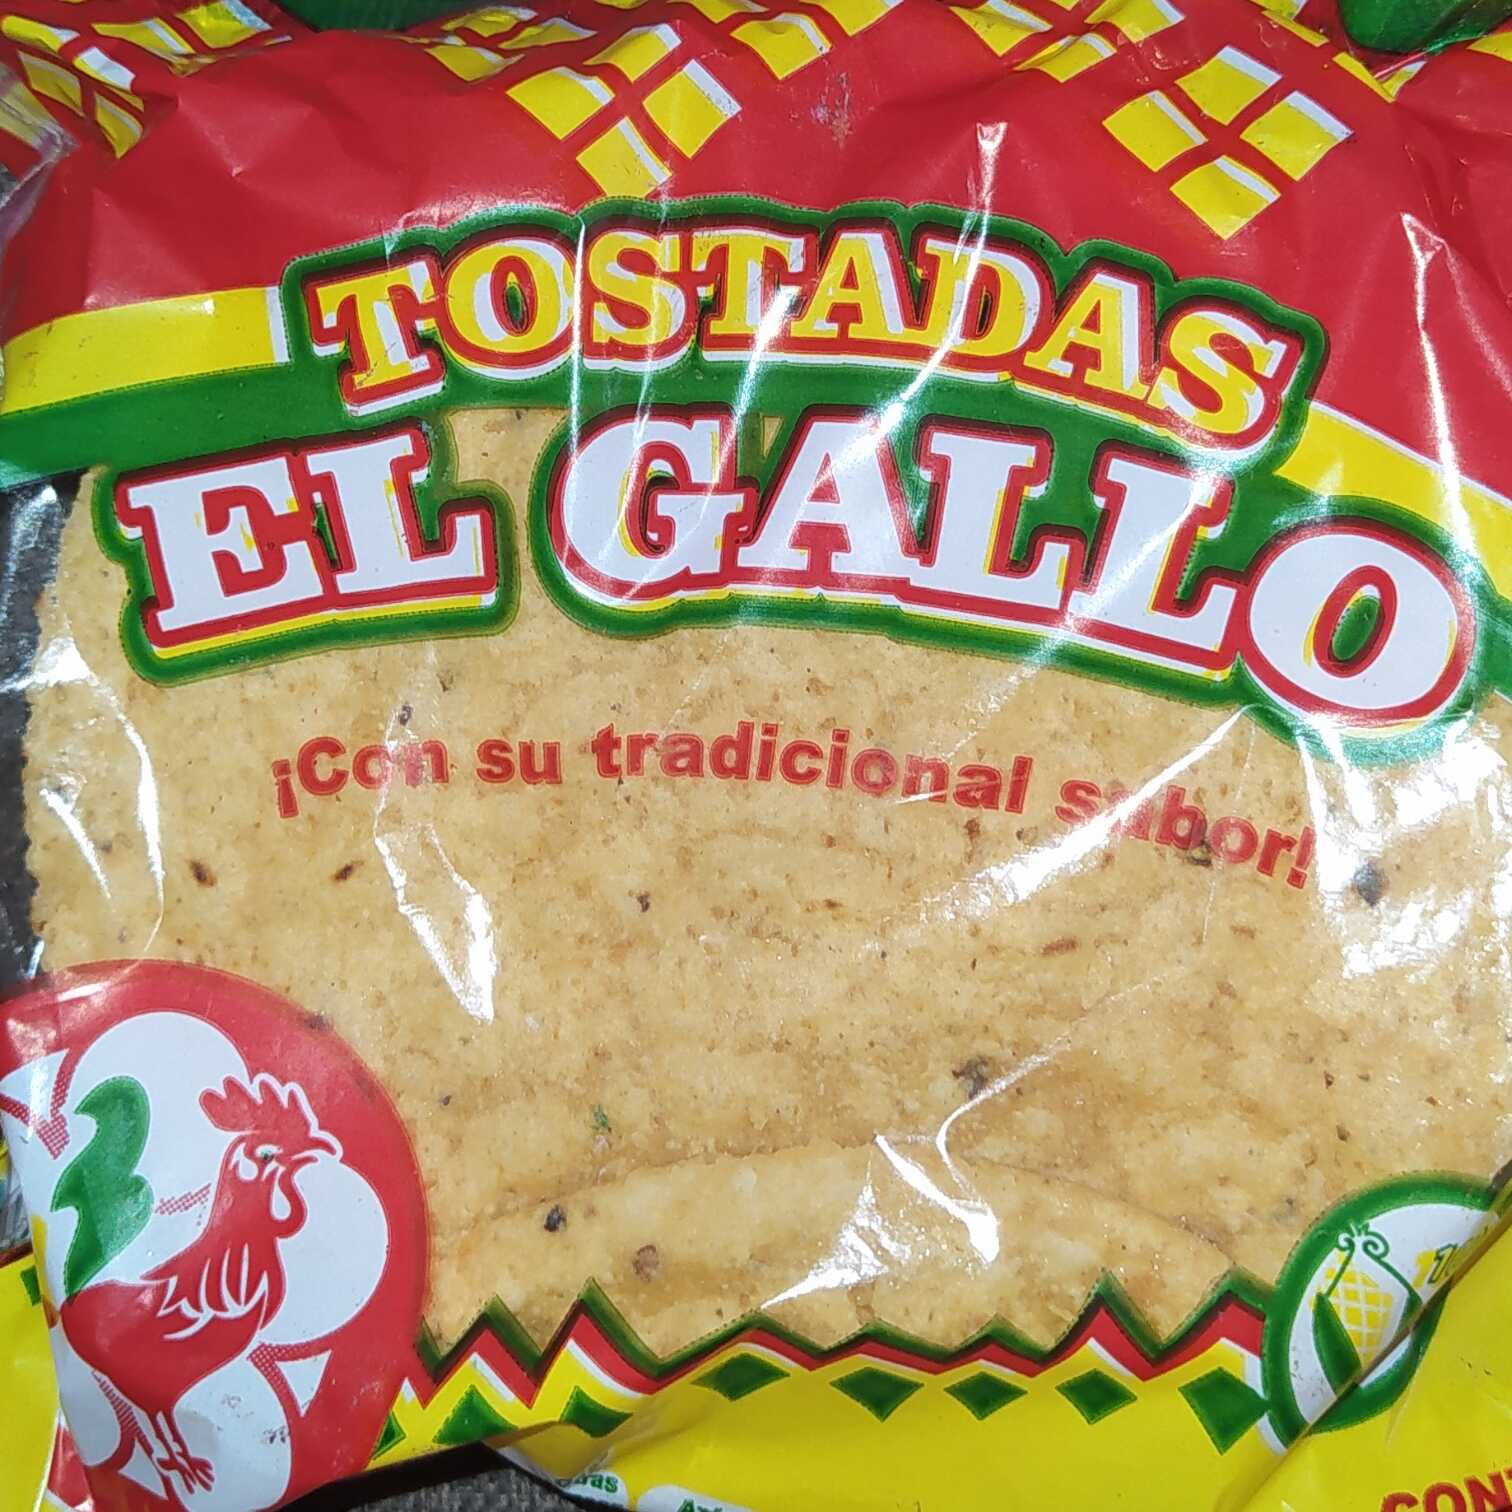 TOSTADAS
EL GALLO
¡Con su tradicional sabor!